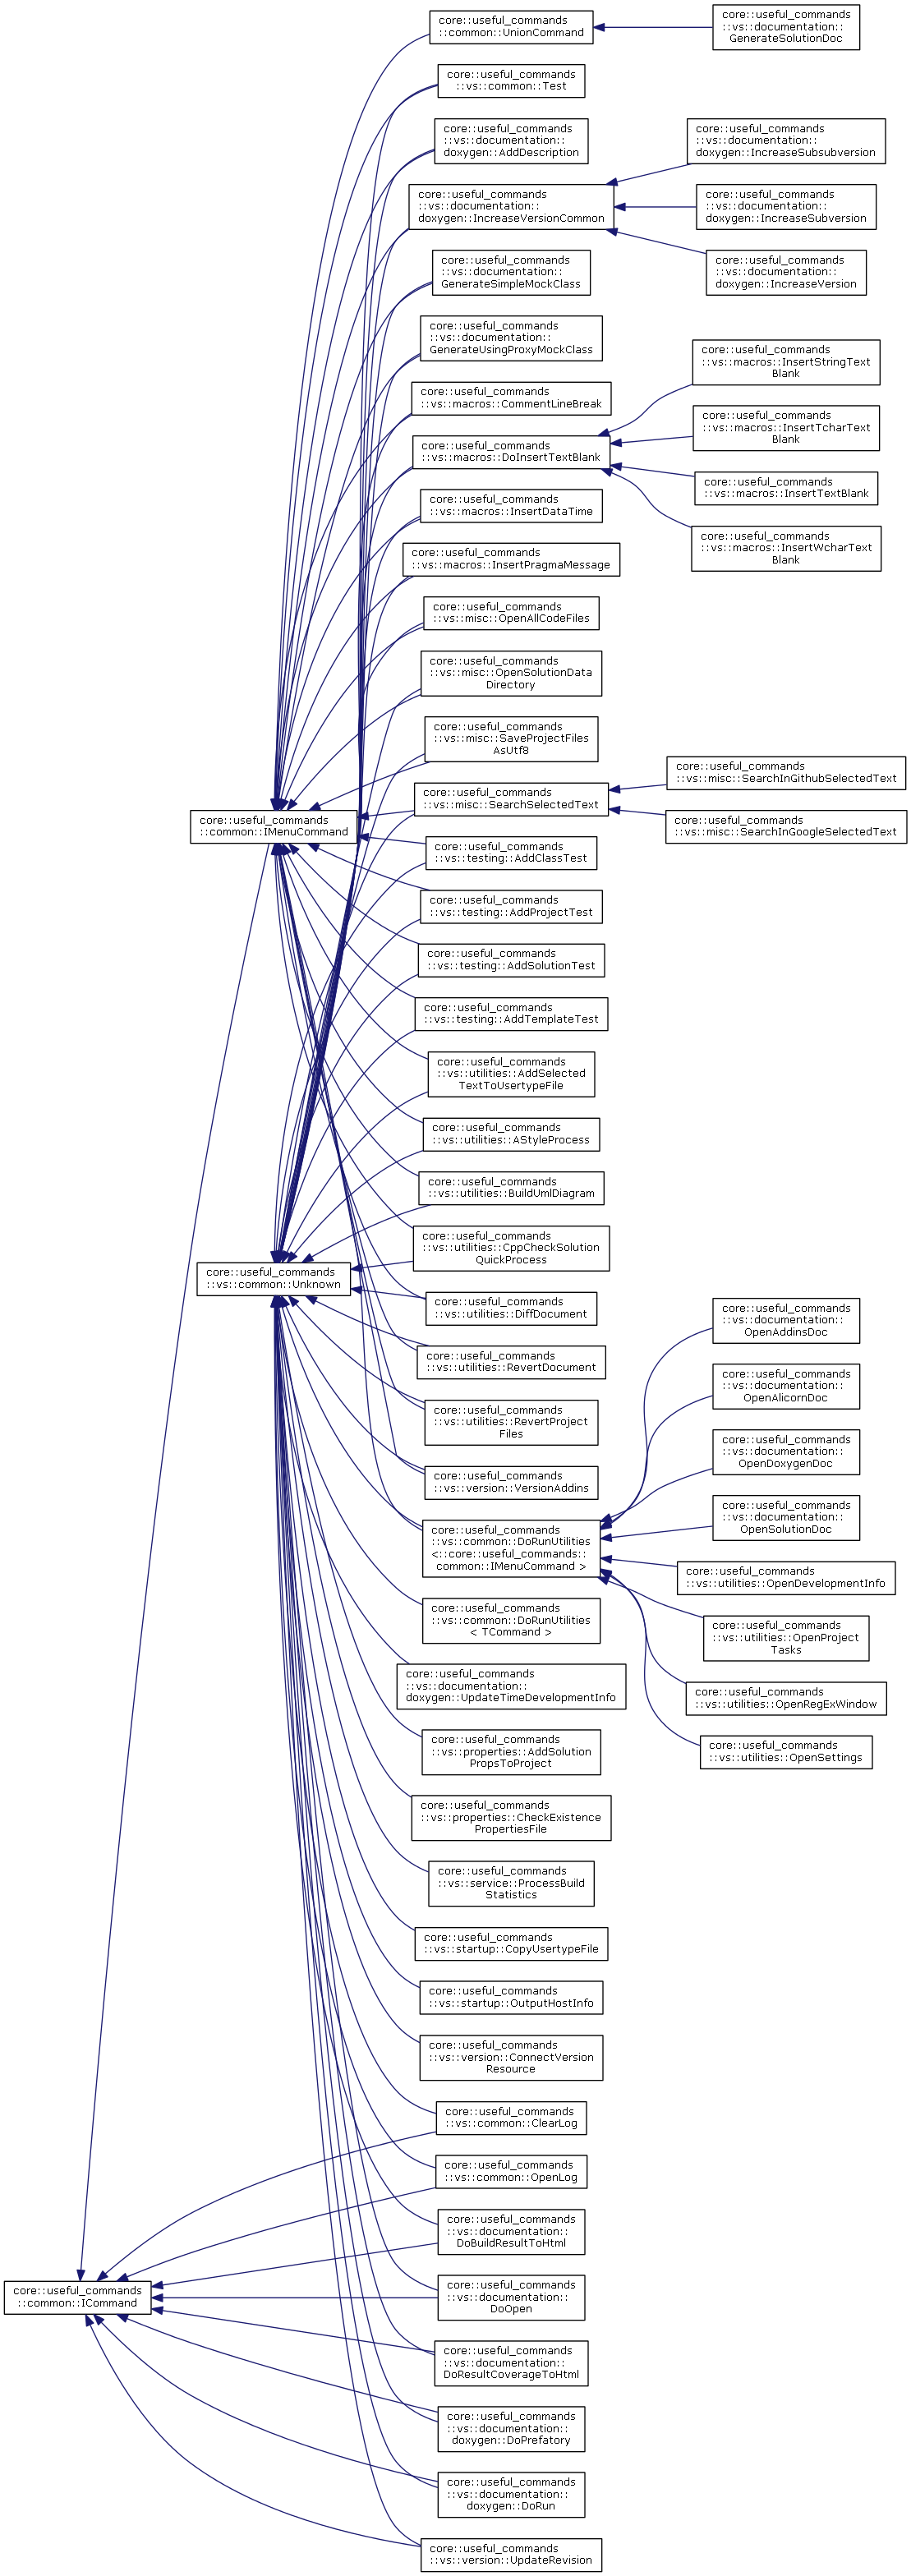 core::useful_commands
::common::UnionCommand
core::useful_commands
::vs::documentation::
GenerateSolutionDoc
core::useful_commands
::vs::common::Test
core::useful_commands
::vs::documentation::
doxygen::AddDescription
core::useful_commands
::vs::documentation::
doxygen::IncreaseSubsubversion
core::useful_commands
::vs::documentation::
doxygen::IncreaseVersionCommon
core::useful_commands
::vs::documentation::
doxygen::IncreaseSubversion
core::useful_commands
::vs::documentation::
doxygen::IncreaseVersion
core::useful_commands
::vs::documentation::
GenerateSimpleMockClass
core::useful_commands
::vs::documentation::
GenerateUsingProxyMockClass
core::useful_commands
::vs::macros::InsertStringText
Blank
core::useful_commands
::vs::macros::CommentLineBreak
core::useful_commands
::vs::macros::InsertTcharText
Blank
core::useful_commands
::vs::macros::DoInsertTextBlank
core::useful_commands
::vs::macros::InsertTextBlank
core::useful_commands
::vs::macros::InsertDataTime
core::useful_commands
::vs::macros::InsertWcharText
Blank
core::useful_commands
::vs::macros::InsertPragmaMessage
core::useful_commands
::vs::misc::OpenAllCodeFiles
core::useful_commands
::vs::misc::OpenSolutionData
Directory
core::useful_commands
::vs::misc::SaveProjectFiles
AsUtf8
core::useful_commands
::vs::misc::SearchInGithubSelectedText
core::useful_commands
::vs::misc::SearchSelectedText
core::useful_commands
::common::IMenuCommand
core::useful_commands
::vs::misc::SearchInGoogleSelectedText
core::useful_commands
::vs::testing::AddClassTest
core::useful_commands
::vs::testing::AddProjectTest
core::useful_commands
::vs::testing::AddSolutionTest
core::useful_commands
::vs::testing::AddTemplateTest
core::useful_commands
::vs::utilities::AddSelected
TextToUsertypeFile
core::useful_commands
::vs::utilities::AStyleProcess
core::useful_commands
::vs::utilities::BuildUmlDiagram
core::useful_commands
::vs::utilities::CppCheckSolution
QuickProcess
core::useful_commands
::vs::common::Unknown
core::useful_commands
::vs::utilities::DiffDocument
core::useful_commands
::vs::documentation::
OpenAddinsDoc
core::useful_commands
::vs::utilities::RevertDocument
core::useful_commands
::vs::documentation::
OpenAlicornDoc
core::useful_commands
::vs::utilities::RevertProject
Files
core::useful_commands
::vs::documentation::
OpenDoxygenDoc
core::useful_commands
::vs::version::VersionAddins
core::useful_commands
::vs::documentation::
OpenSolutionDoc
core::useful_commands
::vs::common::DoRunUtilities
<::core::useful_commands::
common::IMenuCommand >
core::useful_commands
::vs::utilities::OpenDevelopmentInfo
core::useful_commands
::vs::common::DoRunUtilities
< TCommand >
core::useful_commands
::vs::utilities::OpenProject
Tasks
core::useful_commands
::vs::documentation::
doxygen::UpdateTimeDevelopmentInfo
core::useful_commands
::vs::utilities::OpenRegExWindow
core::useful_commands
::vs::properties::AddSolution
PropsToProject
core::useful_commands
::vs::utilities::OpenSettings
core::useful_commands
::vs::properties::CheckExistence
PropertiesFile
core::useful_commands
::vs::service::ProcessBuild
Statistics
core::useful_commands
::vs::startup::CopyUsertypeFile
core::useful_commands
::vs::startup::OutputHostInfo
core::useful_commands
::vs::version::ConnectVersion
Resource
core::useful_commands
::vs::common::ClearLog
core::useful_commands
::vs::common::OpenLog
core::useful_commands
::vs::documentation::
DoBuildResultToHtml
core::useful_commands
::common::ICommand
core::useful_commands
::vs::documentation::
DoOpen
core::useful_commands
::vs::documentation::
DoResultCoverageToHtml
core::useful_commands
::vs::documentation::
doxygen::DoPrefatory
core::useful_commands
::vs::documentation::
doxygen::DoRun
core::useful_commands
::vs::version::UpdateRevision